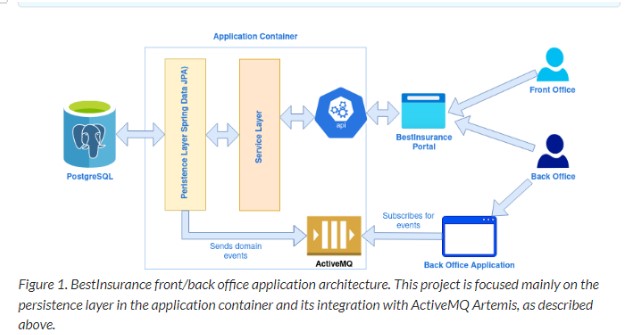 Application Container
Front Office
Peristence Layer Spring Data JPA)
Service Layer
api
BestInsurance
Portal
PostgreSQL
Back Office
Subscribes for
events
Sends domain
events
ActiveMQ
Back Office Application
Figure 1. BestInsurance front/back office application architecture. This project is focused mainly on the
persistence layer in the application container and its integration with ActiveMQ Artemis, as described
above.